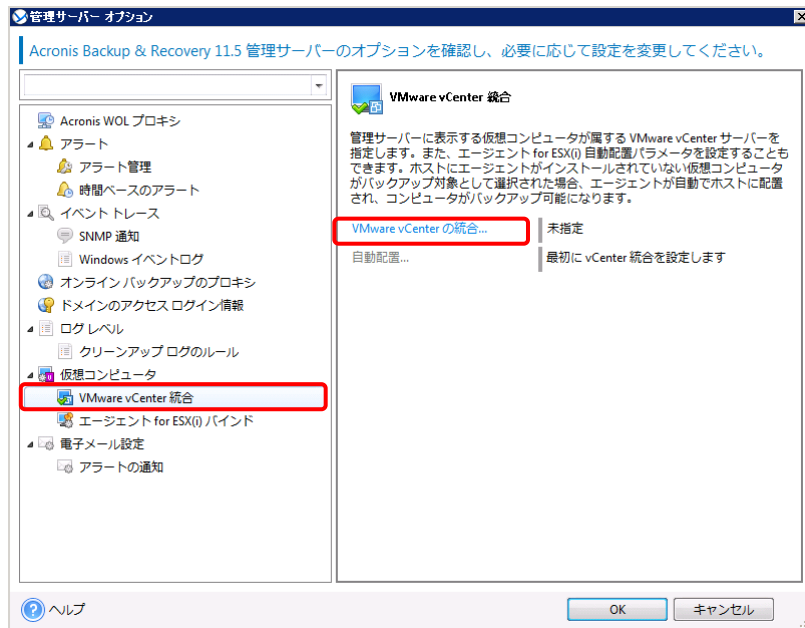 管理サーバー オプション
Acronis Backup & Recovery 11.5 管理サーバーのオプションを確認し、必要に応じて設定を変更してください。
Acronis WOL プロキシ
アラート
アラート管理
時間ベースのアラート
イベント トレース
SNMP 通知
Windows イベントログ
オンライン バックアップのプロキシ
ドメインのアクセス ログイン情報
ログ レベル
クリーンアップ ログのルール
仮想コンピュータ
VMware vCenter 統合
エージェント for ESX(i) バインド
電子メール設定
アラートの通知
VMware vCenter 統合
管理サーバーに表示する仮想コンピュータが属する VMware vCenter サーバーを
指定します。また、エージェント for ESX(i) 自動配置パラメータを設定することも
できます。ホストにエージェントがインストールされていない仮想コンピュータ
がバックアップ対象として選択された場合、エージェントが自動でホストに配置
され、コンピュータがバックアップ可能になります。
VMware vCenter の統合... 未指定
自動配置... 最初に vCenter 統合を設定します
ヘルプ
OK キャンセル